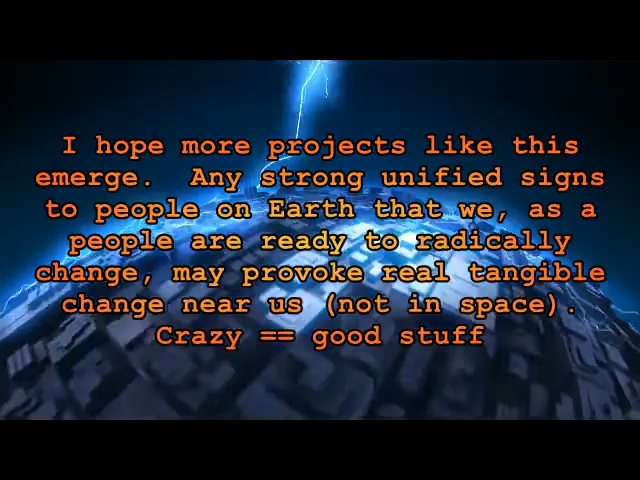 I hope more projects like this
emerge.  Any strong unified signs
to people on Earth that we, as a
people are ready to radically
change, may provoke real tangible
change near us (not in space).
Crazy == good stuff